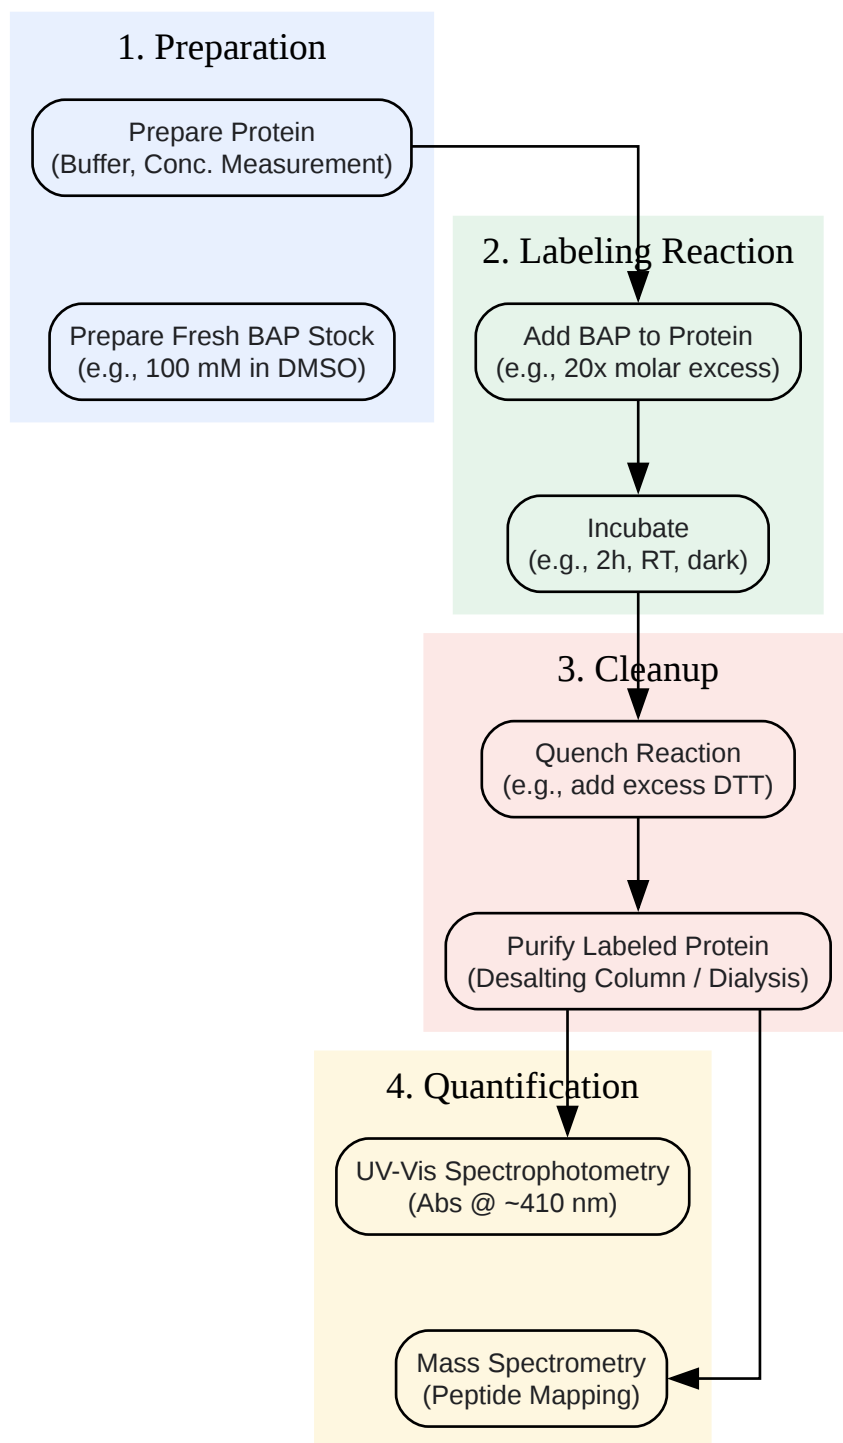 1. Preparation
Prepare Protein
(Buffer, Conc. Measurement)
Prepare Fresh BAP Stock
(e.g., 100 mM in DMSO)
2. Labeling Reaction
Add BAP to Protein
(e.g., 20x molar excess)
Incubate
(e.g., 2h, RT, dark)
3. Cleanup
Quench Reaction
(e.g., add excess DTT)
Purify Labeled Protein
(Desalting Column / Dialysis)
4. Quantification
UV-Vis Spectrophotometry
(Abs @ ~410 nm)
Mass Spectrometry
(Peptide Mapping)